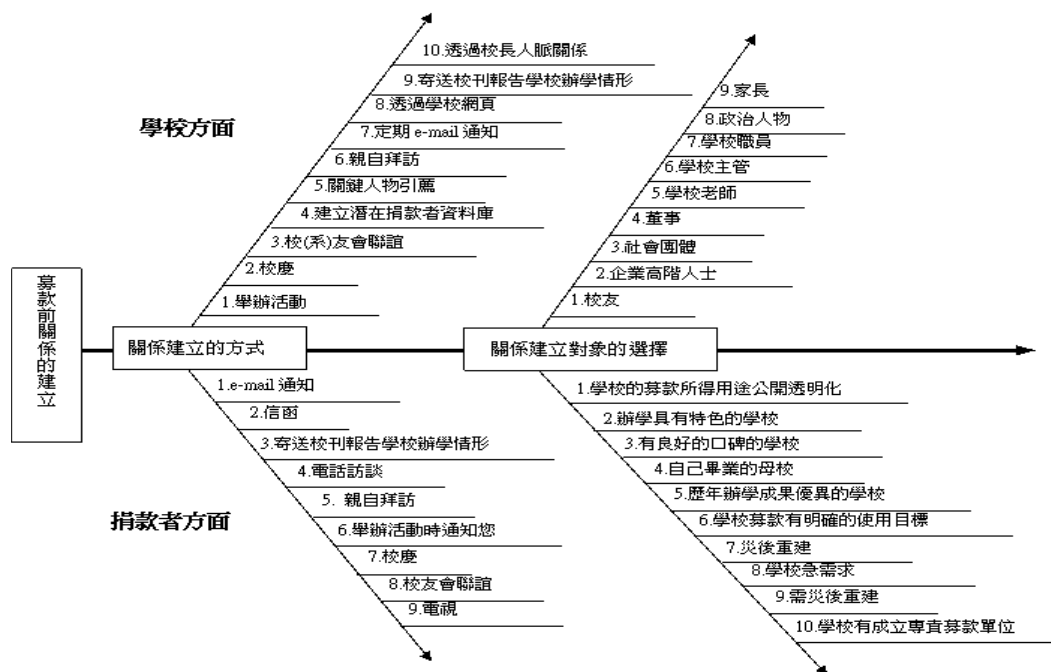 募款前關係的建立
學校方面
10.透過校長人脈關係
9.寄送校刊報告學校辦學情形
8.透過學校網頁
7.定期 e-mail 通知
6.親自拜訪
5.關鍵人物引薦
4.建立潛在捐款者資料庫
3.校(系)友會聯誼
2.校慶
1.舉辦活動
關係建立的方式
捐款者方面
1.e-mail 通知
2.信函
3.寄送校刊報告學校辦學情形
4.電話訪談
5. 親自拜訪
6.舉辦活動時通知您
7.校慶
8.校友會聯誼
9.電視
9.家長
8.政治人物
7.學校職員
6.學校主管
5.學校老師
4.董事
3.社會團體
2.企業高階人士
1.校友
關係建立對象的選擇
1.學校的募款所得用途公開透明化
2.辦學具有特色的學校
3.有良好的口碑的學校
4.自己畢業的母校
5.歷年辦學成果優異的學校
6.學校募款有明確的使用目標
7.災後重建
8.學校急需求
9.需災後重建
10.學校有成立專責募款單位